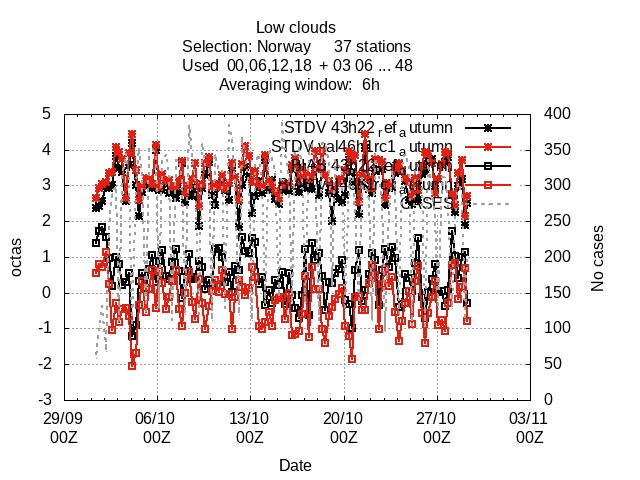 Low clouds
Selection: Norway 37 stations
Used 00,06,12,18 + 03 06 ... 48
Averaging window: 6h
STDV 43h22_ref_autumn
STDV val46h1rc1_autumn
CASES
octas
No cases
5
4
3
2
1
0
-1
-2
-3
400
350
300
250
200
150
100
50
0
29/09 06/10 13/10 20/10 27/10 03/11
00Z 00Z 00Z 00Z 00Z 00Z
Date